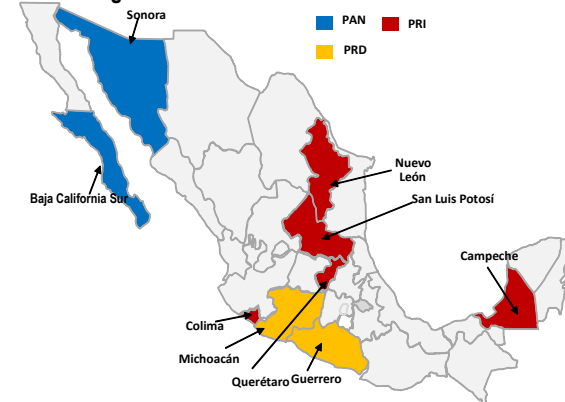 Sonora
PAN
PRI
PRD
Nuevo
León
Baja California Sur
San Luis Potosí
Campeche
Colima
Michoacán
Querétaro
Guerrero